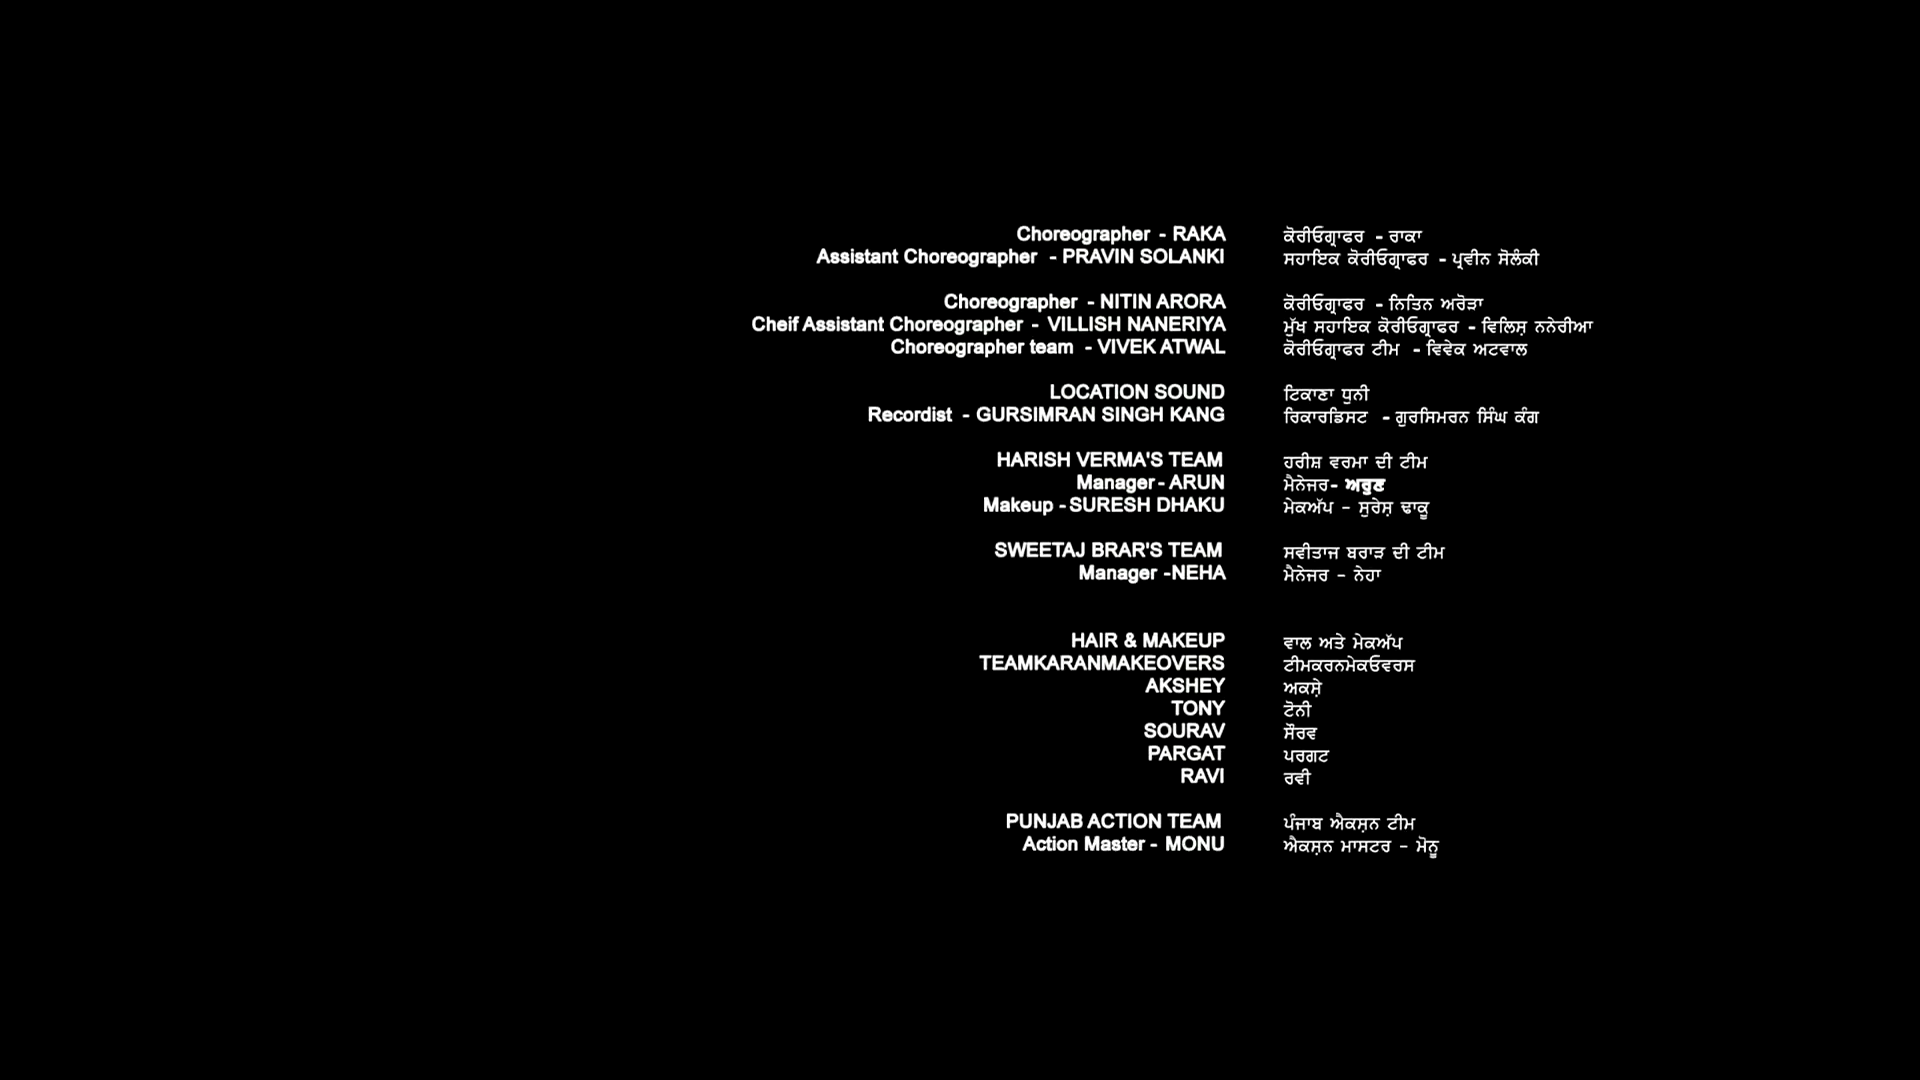 Choreographer - RAKA ਕੋਰੀਓਗ੍ਰਾਫਰ - ਰਾਕਾ
Assistant Choreographer - PRAVIN SOLANKI ਸਹਾਇਕ ਕੋਰੀਓਗ੍ਰਾਫਰ - ਪ੍ਰਵੀਨ ਸੋਲੰਕੀ
Choreographer - NITIN ARORA ਕੋਰੀਓਗ੍ਰਾਫਰ - ਨਿਤਿਨ ਅਰੋੜਾ
Cheif Assistant Choreographer - VILLISH NANERIYA ਮੁੱਖ ਸਹਾਇਕ ਕੋਰੀਓਗ੍ਰਾਫਰ - ਵਿਲਿਸ਼ ਨਨੇਰੀਆ
Choreographer team - VIVEK ATWAL ਕੋਰੀਓਗ੍ਰਾਫਰ ਟੀਮ - ਵਿਵੇਕ ਅਟਵਾਲ
LOCATION SOUND ਟਿਕਾਣਾ ਧੁਨੀ
Recordist - GURSIMRAN SINGH KANG ਰਿਕਾਰਡਿਸਟ - ਗੁਰਸਿਮਰਨ ਸਿੰਘ ਕੰਗ
HARISH VERMA'S TEAM ਹਰੀਸ਼ ਵਰਮਾ ਦੀ ਟੀਮ
Manager - ARUN ਮੈਨੇਜਰ- ਅਰੁਣ
Makeup - SURESH DHAKU ਮੇਕਅੱਪ – ਸੁਰੇਸ਼ ਢਾਕੂ
SWEETAJ BRAR'S TEAM ਸਵੀਤਾਜ ਬਰਾੜ ਦੀ ਟੀਮ
Manager -NEHA ਮੈਨੇਜਰ – ਨੇਹਾ
HAIR & MAKEUP ਵਾਲ ਅਤੇ ਮੇਕਅੱਪ
TEAMKARANMAKEOVERS ਟੀਮਕਰਨਮੇਕਓਵਰਸ
AKSHEY ਅਕਸ਼ੇ
TONY ਟੋਨੀ
SOURAV ਸੌਰਵ
PARGAT ਪਰਗਟ
RAVI ਰਵੀ
PUNJAB ACTION TEAM ਪੰਜਾਬ ਐਕਸ਼ਨ ਟੀਮ
Action Master - MONU ਐਕਸ਼ਨ ਮਾਸਟਰ – ਮੋਨੂ